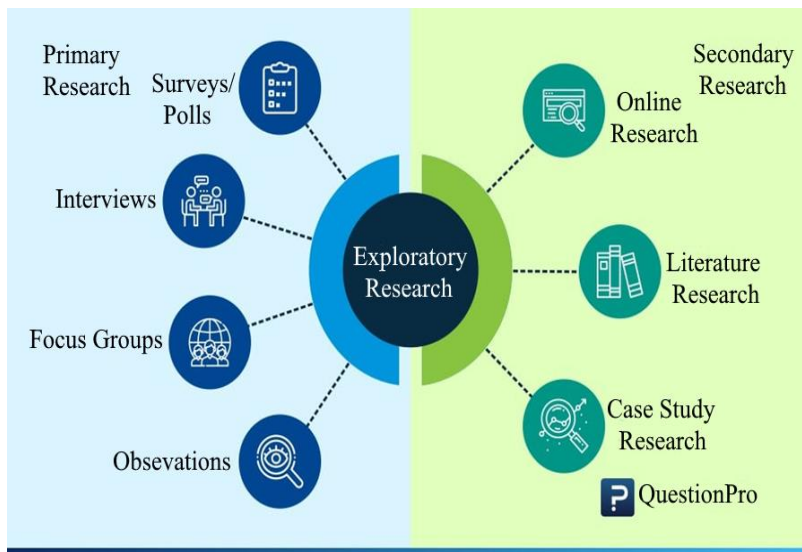 Primary
Research
Surveys/
Polls
Interviews
Focus Groups
Obsevations
Exploratory
Research
Secondary
Research
Online
Research
Literature
Research
Case Study
Research
QuestionPro